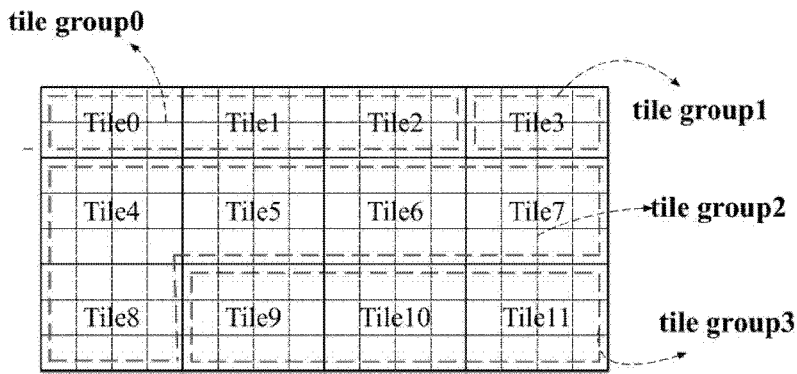 tile group0
Tile0 Tile1 Tile2 Tile3
tile group1
Tile4 Tile5 Tile6 Tile7
tile group2
Tile8 Tile9 Tile10 Tile11
tile group3